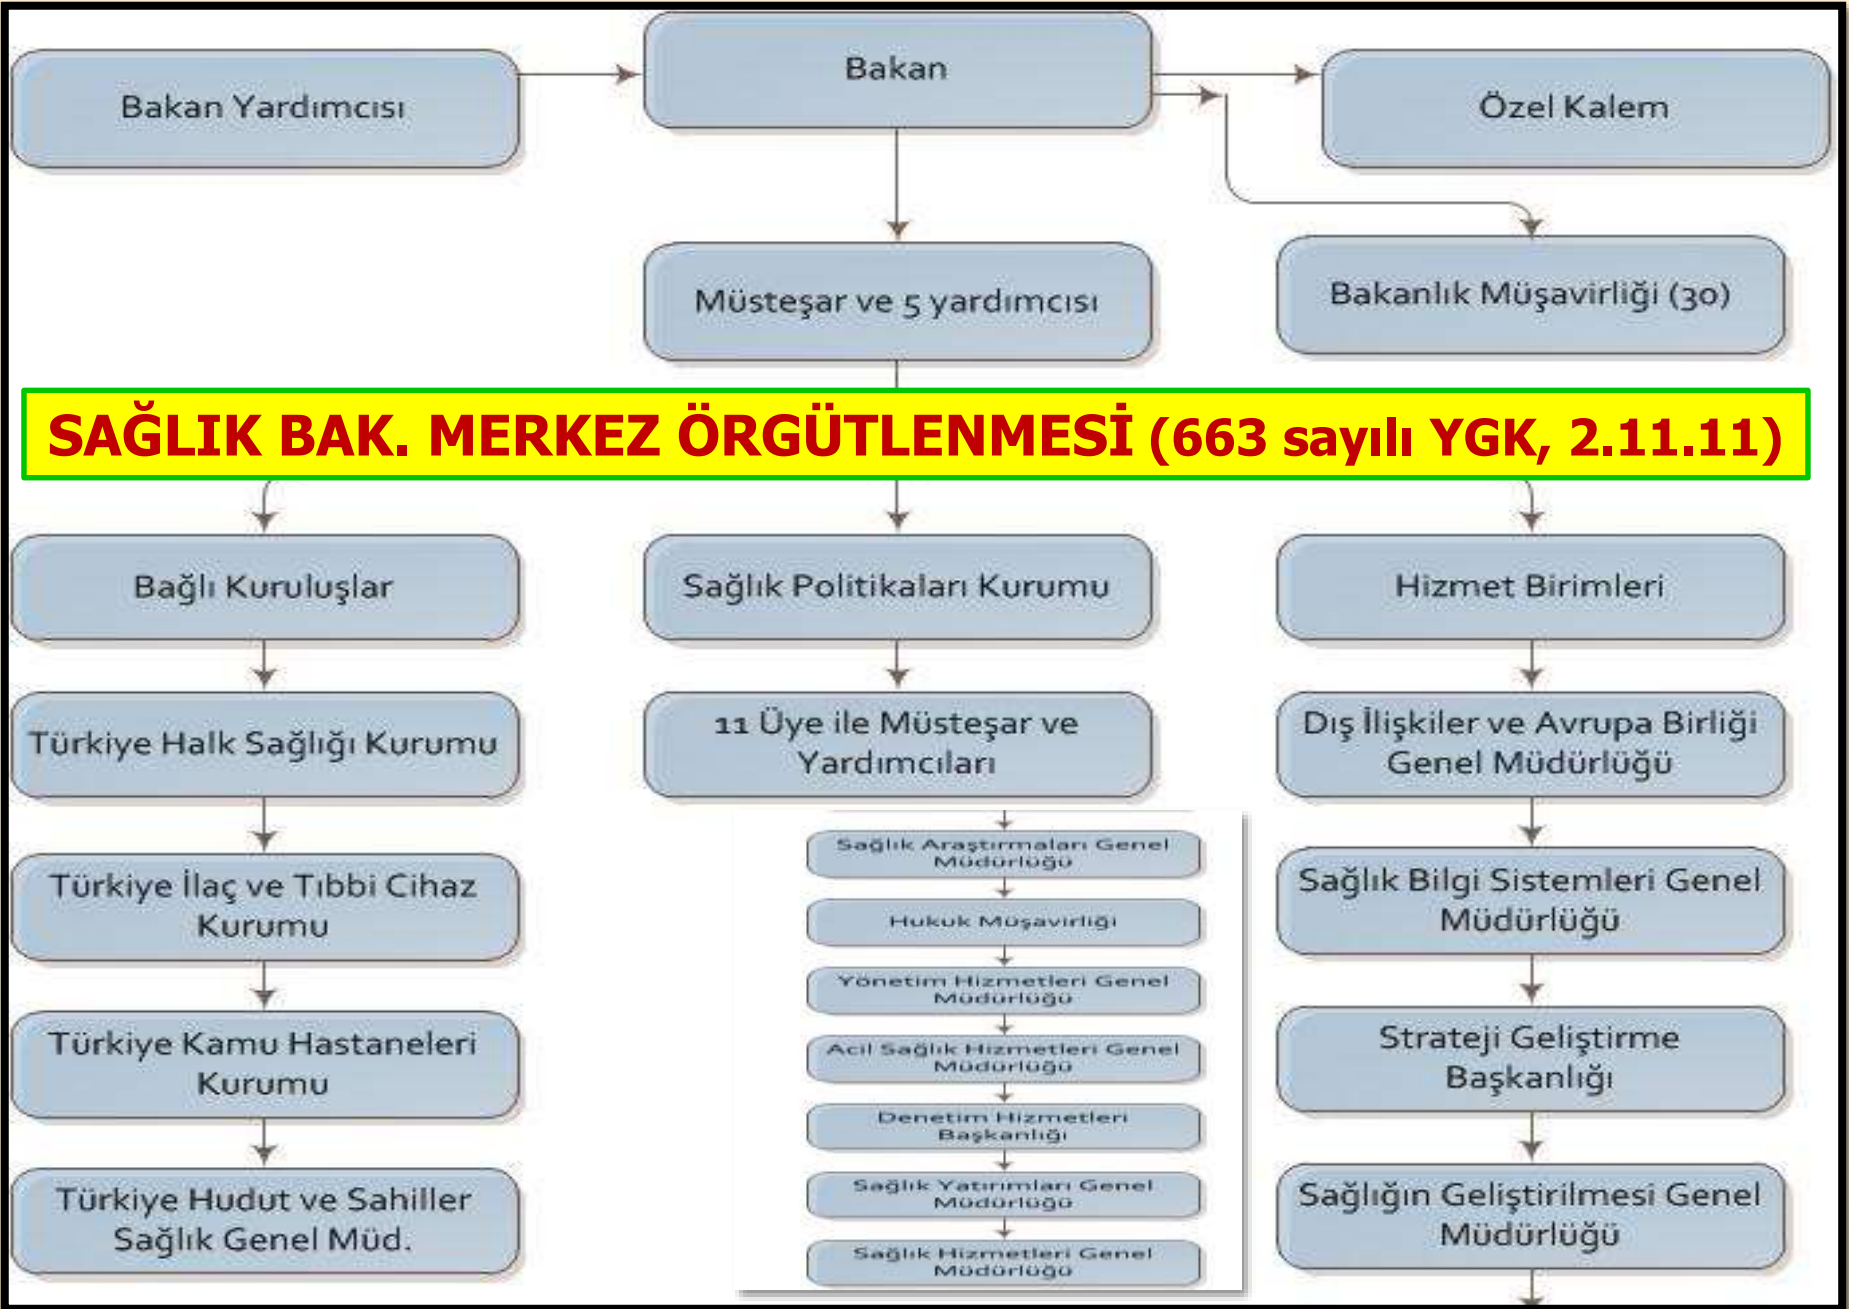 Bakan Yardımcısı
Bakan
Özel Kalem
Müsteşar ve 5 yardımcısı
Bakanlık Müşavirliği (30)
SAĞLIK BAK. MERKEZ ÖRGÜTLENMESİ (663 sayılı YGK, 2.11.11)
Bağlı Kuruluşlar
Türkiye Halk Sağlığı Kurumu
Türkiye İlaç ve Tıbbi Cihaz
Kurumu
Türkiye Kamu Hastaneleri
Kurumu
Türkiye Hudut ve Sahiller
Sağlık Genel Müd.
Sağlık Politikaları Kurumu
11 Üye ile Müsteşar ve
Yardımcıları
Sağlık Araştırmaları Genel
Müdürlüğü
Hukuk Müşavirliği
Yönetim Hizmetleri Genel
Müdürlüğü
Acil Sağlık Hizmetleri Genel
Müdürlüğü
Denetim Hizmetleri
Başkanlığı
Sağlık Yatırımları Genel
Müdürlüğü
Sağlık Hizmetleri Genel
Müdürlüğü
Hizmet Birimleri
Dış İlişkiler ve Avrupa Birliği
Genel Müdürlüğü
Sağlık Bilgi Sistemleri Genel
Müdürlüğü
Strateji Geliştirme
Başkanlığı
Sağlığın Geliştirilmesi Genel
Müdürlüğü